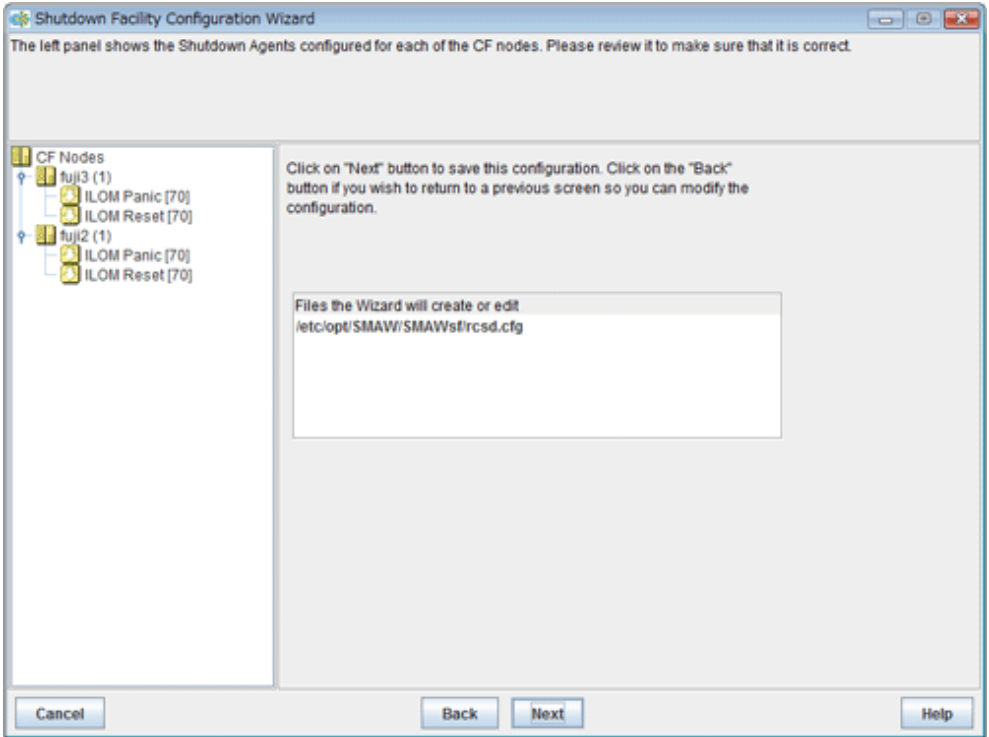 Shutdown Facility Configuration Wizard
The left panel shows the Shutdown Agents configured for each of the CF nodes. Please review it to make sure that it is correct.
CF Nodes
fuji3 (1)
ILOM Panic [70]
ILOM Reset [70]
fuji2 (1)
ILOM Panic [70]
ILOM Reset [70]
Click on "Next" button to save this configuration. Click on the "Back"
button if you wish to return to a previous screen so you can modify the
configuration.
Files the Wizard will create or edit
/etc/opt/SMAW/SMAWsf/rcsd.cfg
Cancel
Back
Next
Help